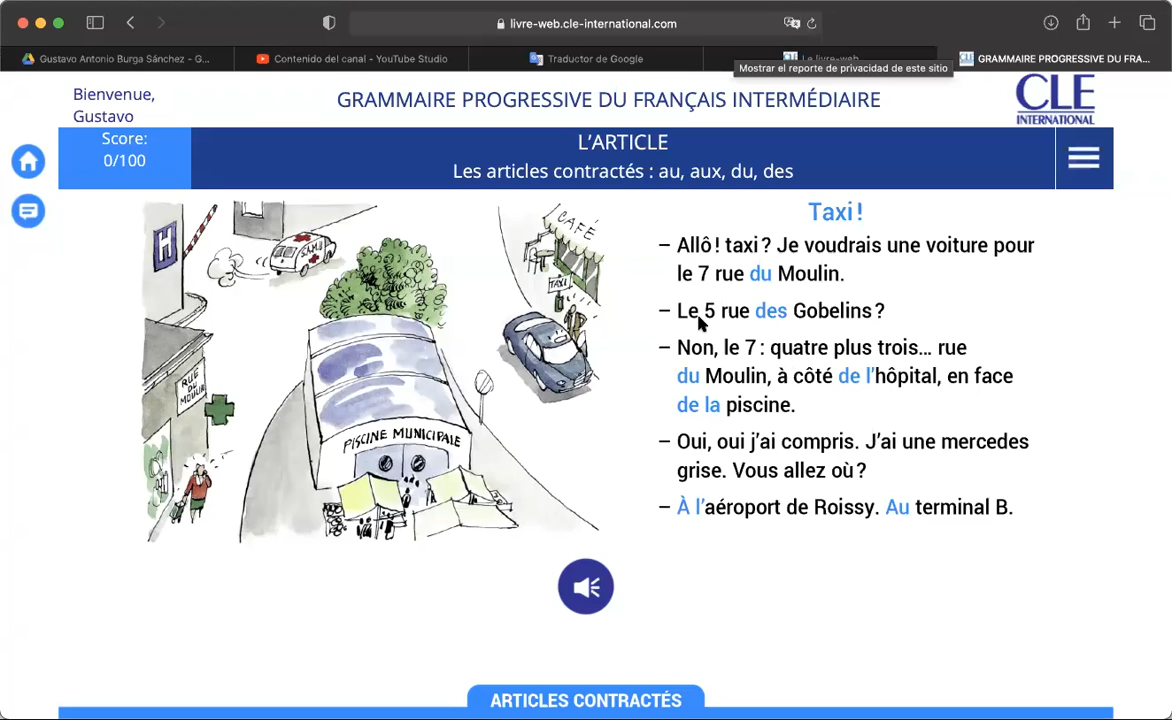 livre-web.cle-international.com
Gustavo Antonio Burga Sánchez - G...
Contenido del canal - YouTube Studio
Traductor de Google
Le livre-web
GRAMMAIRE PROGRESSIVE DU FRA...
Mostrar el reporte de privacidad de este sitio
Bienvenue,
Gustavo
GRAMMAIRE PROGRESSIVE DU FRANÇAIS INTERMÉDIAIRE
CLE
INTERNATIONAL
Score:
0/100
L'ARTICLE
Les articles contractés : au, aux, du, des
H
SAMU
CAFÉ
TAXI
RUE
DU
MOULIN
PISCINE MUNICIPALE
Taxi !
– Allô ! taxi ? Je voudrais une voiture pour
le 7 rue du Moulin.
– Le 5 rue des Gobelins ?
– Non, le 7 : quatre plus trois... rue
du Moulin, à côté de l'hôpital, en face
de la piscine.
– Oui, oui j'ai compris. J'ai une mercedes
grise. Vous allez où ?
– À l'aéroport de Roissy. Au terminal B.
ARTICLES CONTRACTÉS